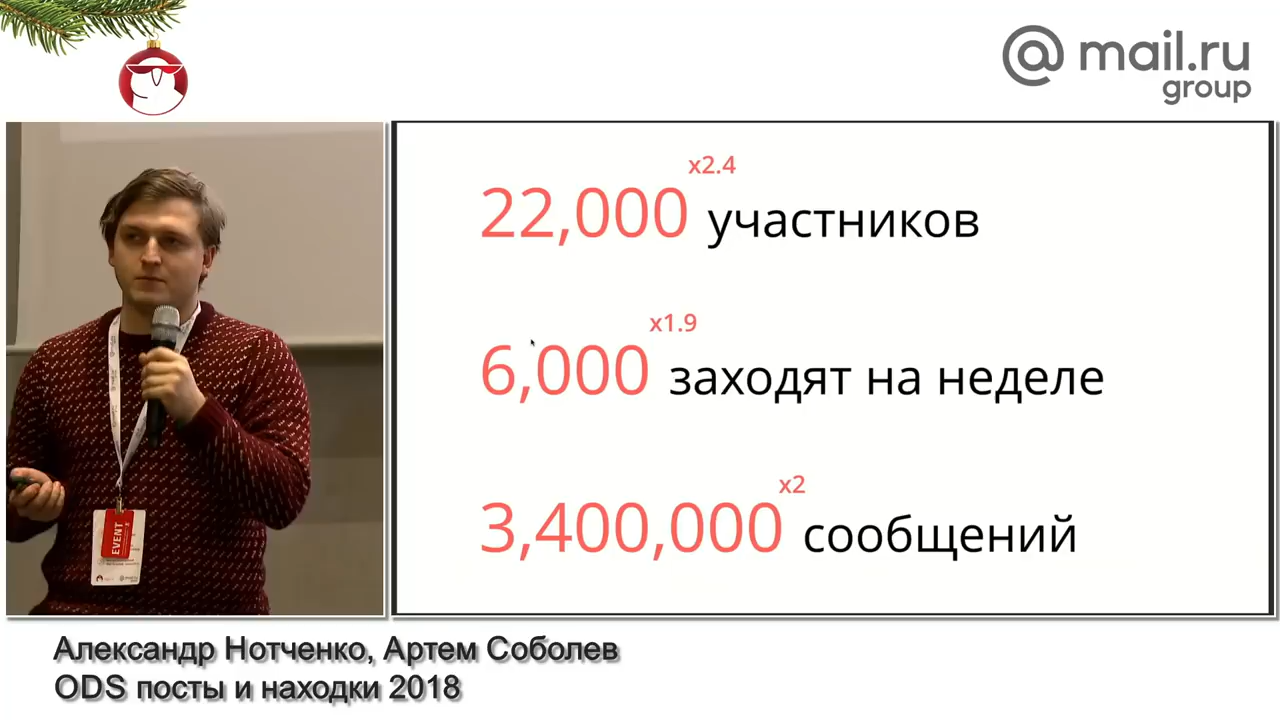 @ mail.ru
group
x2.4
22,000 участников
x1.9
6,000 заходят на неделе
x2
3,400,000 сообщений
EVENT
Александр Нотченко, Артем Соболев
ODS посты и находки 2018